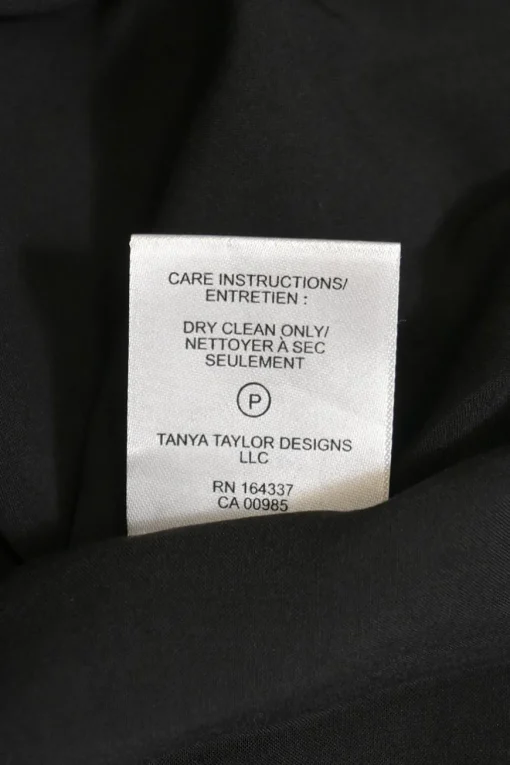 CARE INSTRUCTIONS/
ENTRETIEN :
DRY CLEAN ONLY/
NETTOYER À SEC
SEULEMENT
P
TANYA TAYLOR DESIGNS
LLC
RN 164337
CA 00985